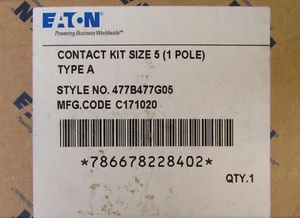 EATON
Powering Business Worldwide™
CONTACT KIT SIZE 5 (1 POLE)
TYPE A
STYLE NO. 477B477G05
MFG.CODE C171020
*786678228402*
QTY.1